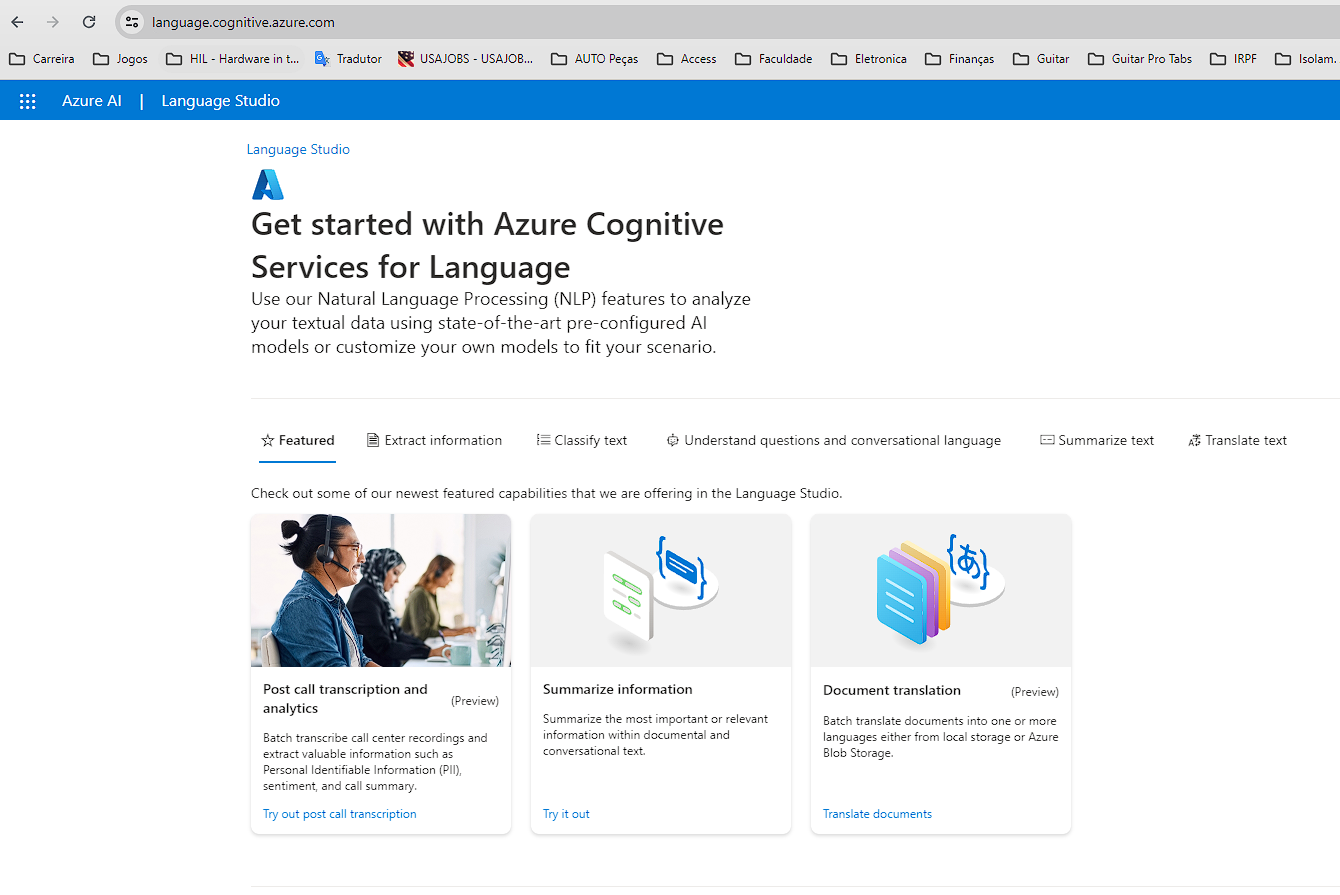 language.cognitive.azure.com
Carreira Jogos HIL - Hardware in t... Tradutor USAJOBS - USAJOB... AUTO Peças Access Faculdade Eletronica Finanças Guitar Guitar Pro Tabs IRPF Isolam.
Azure AI | Language Studio
Language Studio
Get started with Azure Cognitive
Services for Language
Use our Natural Language Processing (NLP) features to analyze
your textual data using state-of-the-art pre-configured AI
models or customize your own models to fit your scenario.
Featured Extract information Classify text Understand questions and conversational language Summarize text Translate text
Check out some of our newest featured capabilities that we are offering in the Language Studio.
Post call transcription and
analytics
(Preview)
Batch transcribe call center recordings and
extract valuable information such as
Personal Identifiable Information (PII),
sentiment, and call summary.
Try out post call transcription
Summarize information
Summarize the most important or relevant
information within documental and
conversational text.
Try it out
あ
Document translation (Preview)
Batch translate documents into one or more
languages either from local storage or Azure
Blob Storage.
Translate documents